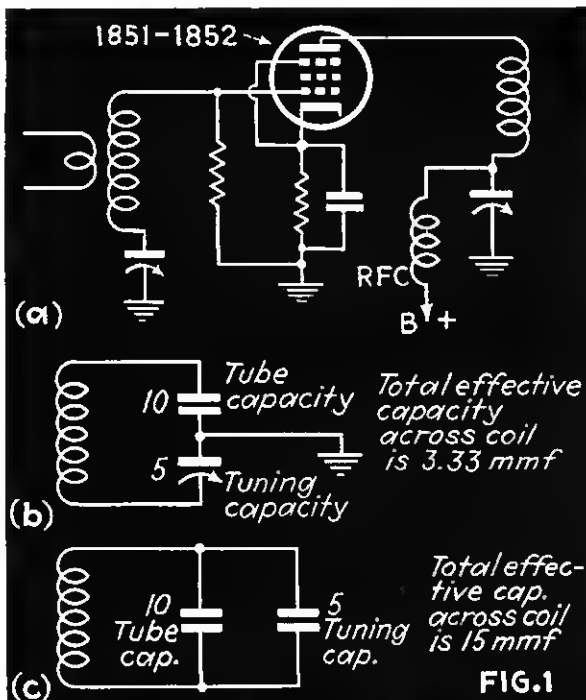 1851-1852
RFC
B +
(a)
10
Tube
capacity
5
Tuning
capacity
Total effective
capacity
across coil
is 3.33 mmf
(b)
10
Tube
cap.
5
Tuning
cap.
Total effec-
tive cap.
across coil
is 15 mmf
(c)
FIG.1